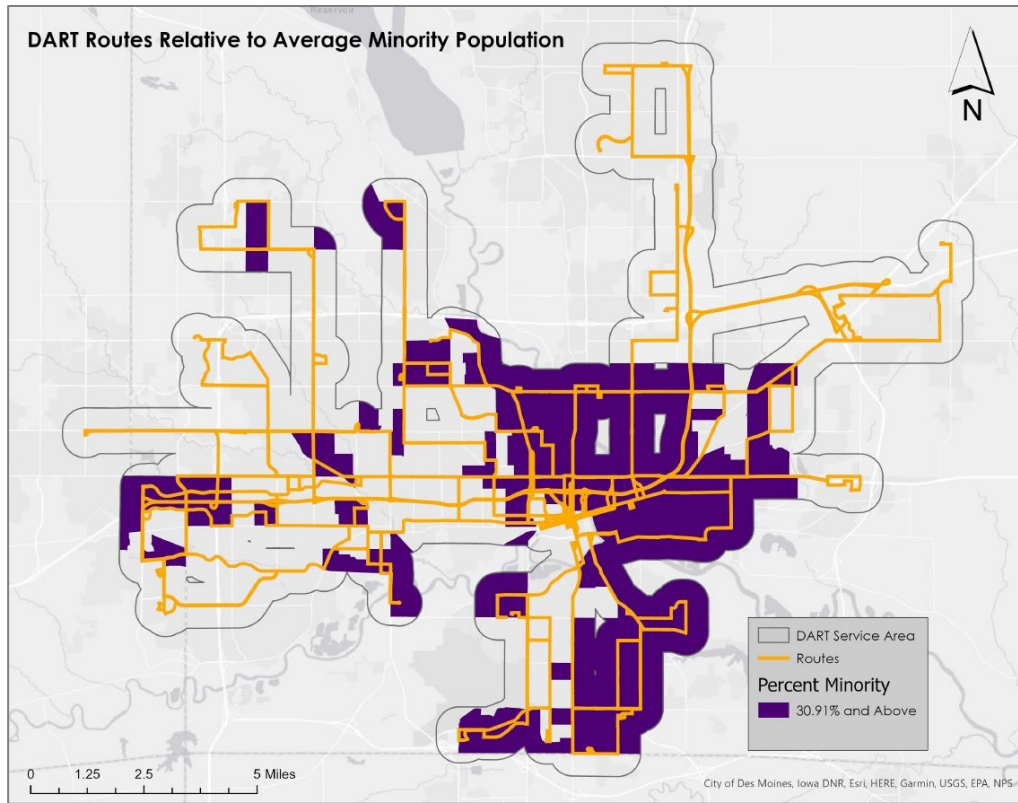 Reservoir
DART Routes Relative to Average Minority Population
N
DART Service Area
Routes
Percent Minority
30.91% and Above
0 1.25 2.5 5 Miles
City of Des Moines, Iowa DNR, Esri, HERE, Garmin, USGS, EPA, NPS